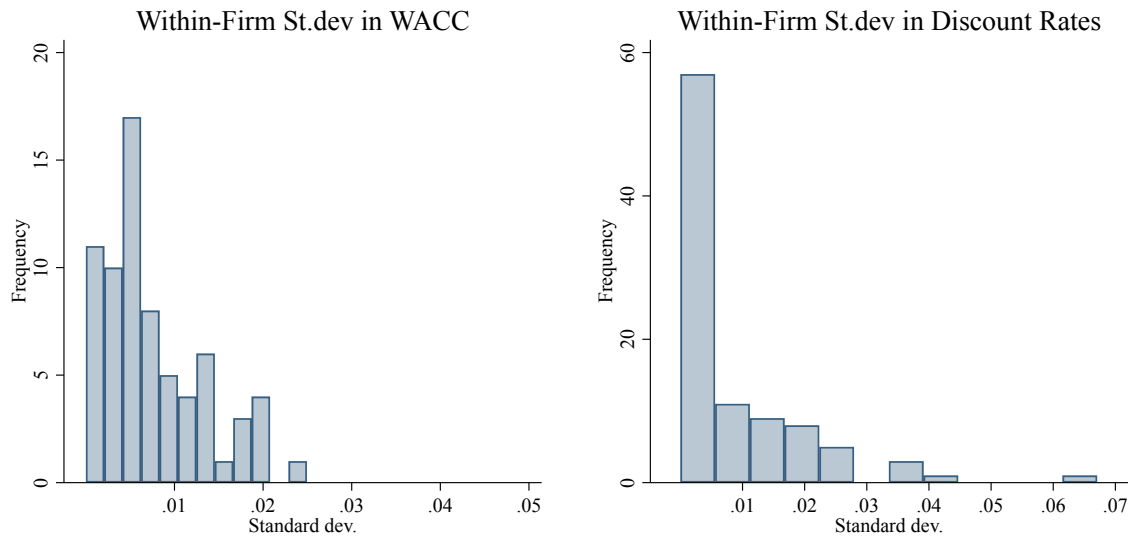 Within-Firm St.dev in WACC
20
15
10
5
0
Frequency
.01 .02 .03 .04 .05
Standard dev.
Within-Firm St.dev in Discount Rates
60
40
20
0
Frequency
.01 .02 .03 .04 .05 .06 .07
Standard dev.